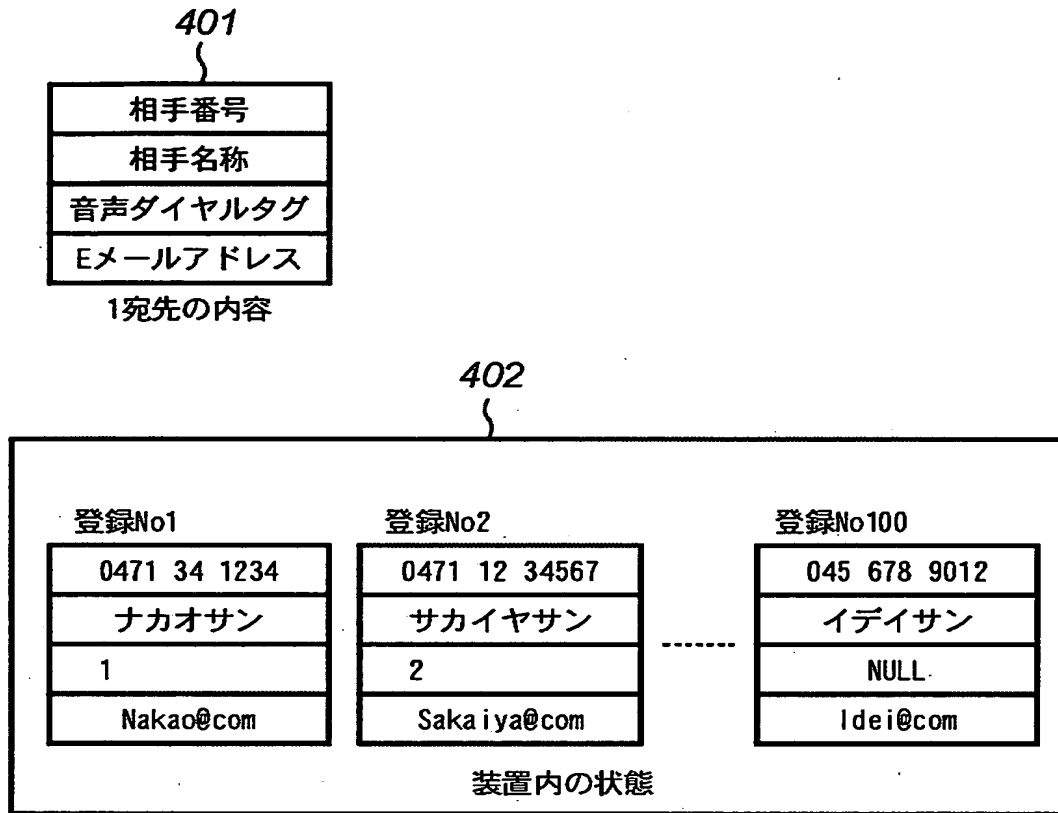 401
相手番号
相手名称
音声ダイヤルタグ
Eメールアドレス
1宛先の内容
402
登録No1
0471 34 1234
ナカオサン
1
Nakao@com
登録No2
0471 12 34567
サカイヤサン
2
Sakaiya@com
登録No100
045 678 9012
イデイサン
NULL
Idei@com
装置内の状態